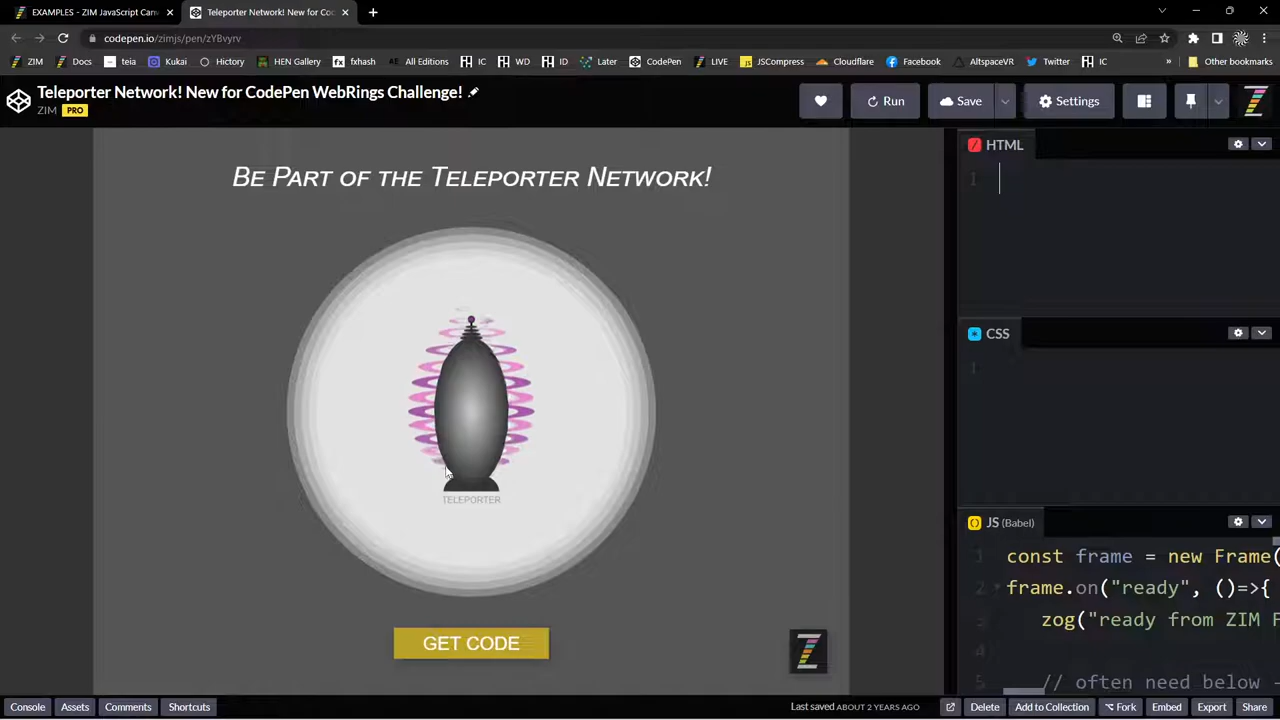 EXAMPLES - ZIM JavaScript Can
Teleporter Network! New for Co
codepen.io/zimjs/pen/zYBvyrv
ZIM Docs teia Kukai Hictory HEN Gallery fxhash All Editions IC WD ID Later CodePen LIVE JSCompress Cloudflare Facebook AltspaceVR Twitter IC » Other bookmarks
Teleporter Network! New for CodePen WebRings Challenge!
ZIM PRO
Run Save Settings
BE PART OF THE TELEPORTER NETWORK!
TELEPORTER
GET CODE
HTML
1
CSS
1
JS (Babel)
1 const frame = new Frame(
2 frame.on("ready", ()=>{
3 zog("ready from ZIM F
4
5 // often need below -
Console Assets Comments Shortcuts Last saved ABOUT 2 YEARS AGO Delete Add to Collection Fork Embed Export Share